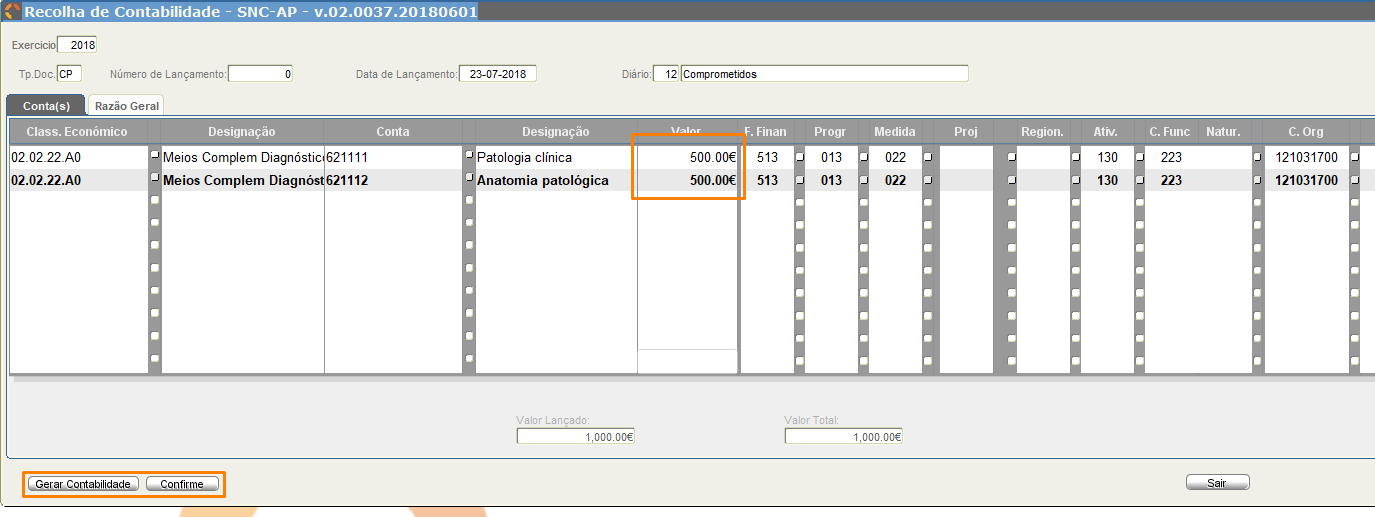 Recolha de Contabilidade - SNC-AP - v.02.0037.20180601
Exercicio 2018
Tp.Doc. CP Número de Lançamento: 0 Data de Lançamento: 23-07-2018 Diário: 12 Comprometidos
Conta(s) Razão Geral
Class. Económico Designação Conta Designação Valor F. Finan Progr Medida Proj Region. Ativ. C. Func Natur. C. Org
02.02.22.A0 Meios Complem Diagnóstic 621111 Patologia clínica 500.00€ 513 013 022 130 223 121031700
02.02.22.A0 Meios Complem Diagnóst 621112 Anatomia patológica 500.00€ 513 013 022 130 223 121031700
Valor Lançado: Valor Total:
1,000.00€ 1,000.00€
Gerar Contabilidade Confirme Sair